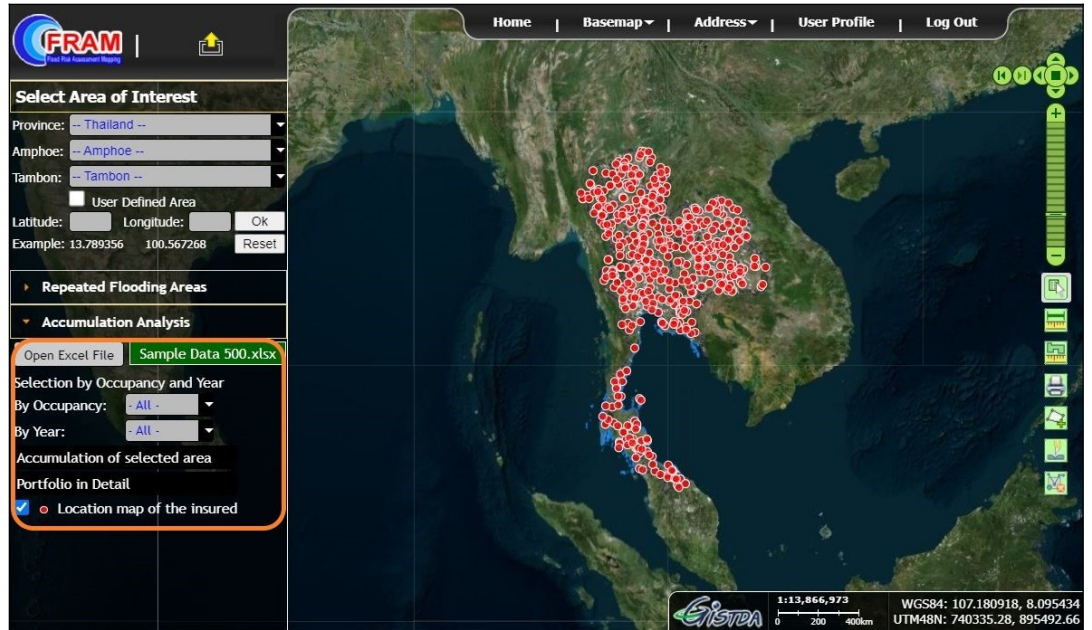 FRAM
Flood Risk Assessment Mapping
Home | Basemap | Address | User Profile | Log Out
Select Area of Interest
Province: -- Thailand --
Amphoe: -- Amphoe --
Tambon: -- Tambon --
User Defined Area
Latitude: Longitude: Ok
Example: 13.789356 100.567268 Reset
Repeated Flooding Areas
Accumulation Analysis
Open Excel File Sample Data 500.xlsx
Selection by Occupancy and Year
By Occupancy: - All -
By Year: - All -
Accumulation of selected area
Portfolio in Detail
Location map of the insured
GISTDA
1:13,866,973
0 200 400km
WGS84: 107.180918, 8.095434
UTM48N: 740335.28, 895492.66